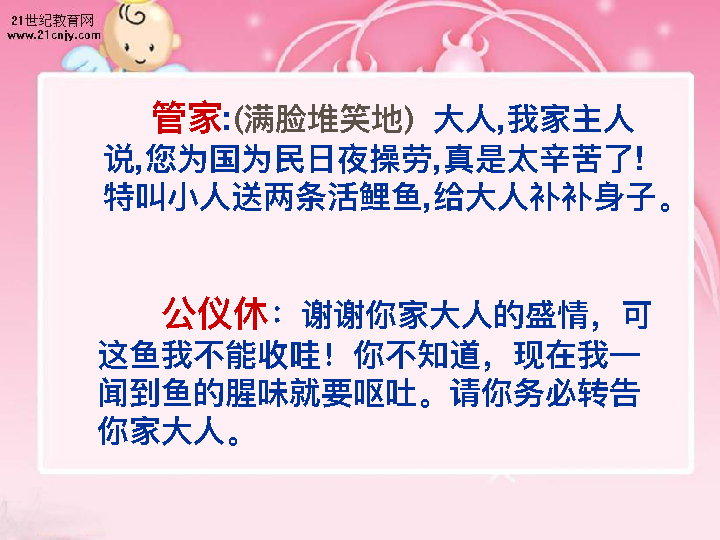 21世纪教育网
www.21cnjy.com
管家:(满脸堆笑地) 大人,我家主人
说,您为国为民日夜操劳,真是太辛苦了!
特叫小人送两条活鲤鱼,给大人补补身子。
公仪休：谢谢你家大人的盛情，可
这鱼我不能收哇！你不知道，现在我一
闻到鱼的腥味就要呕吐。请你务必转告
你家大人。